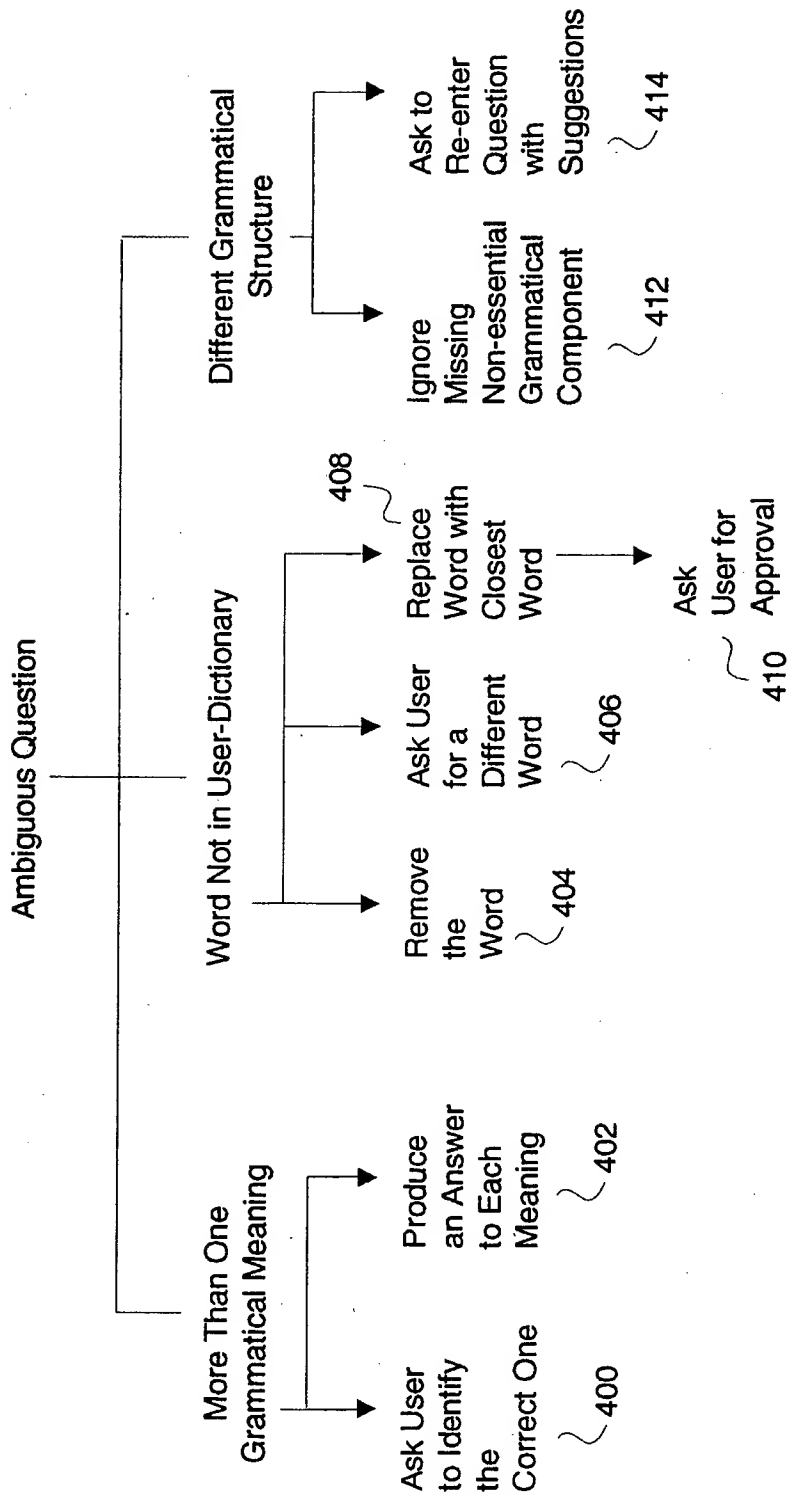 Ambiguous Question
More Than One
Grammatical Meaning
Ask User
to Identify
the
Correct One
400
Produce
an Answer
to Each
Meaning
402
Word Not in User-Dictionary
Remove
the
Word
404
Ask User
for a
Different
Word
406
408
Replace
Word with
Closest
Word
Ask
User for
Approval
410
Different Grammatical
Structure
Ignore
Missing
Non-essential
Grammatical
Component
412
Ask to
Re-enter
Question
with
Suggestions
414